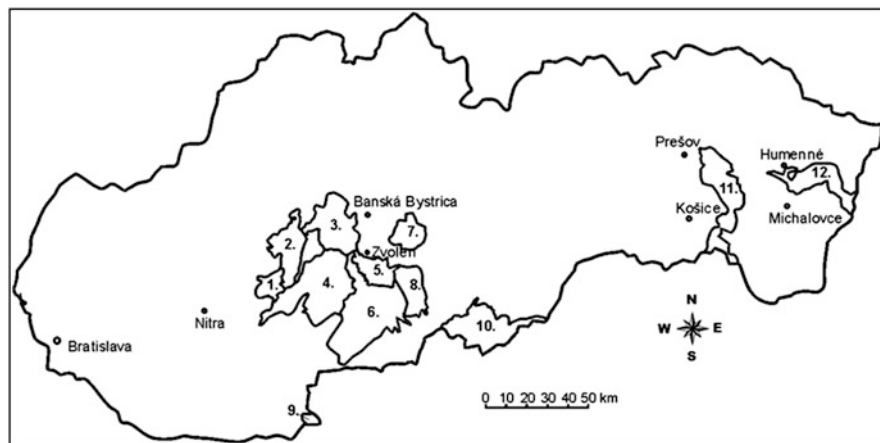 Prešov
Humenné
12.
11.
Banská Bystrica
Košice
Michalovce
3.
7.
2.
Zvolen
5.
1.
4.
8.
6.
Nitra
10.
N
W E
S
Bratislava
9.
0 10 20 30 40 50 km